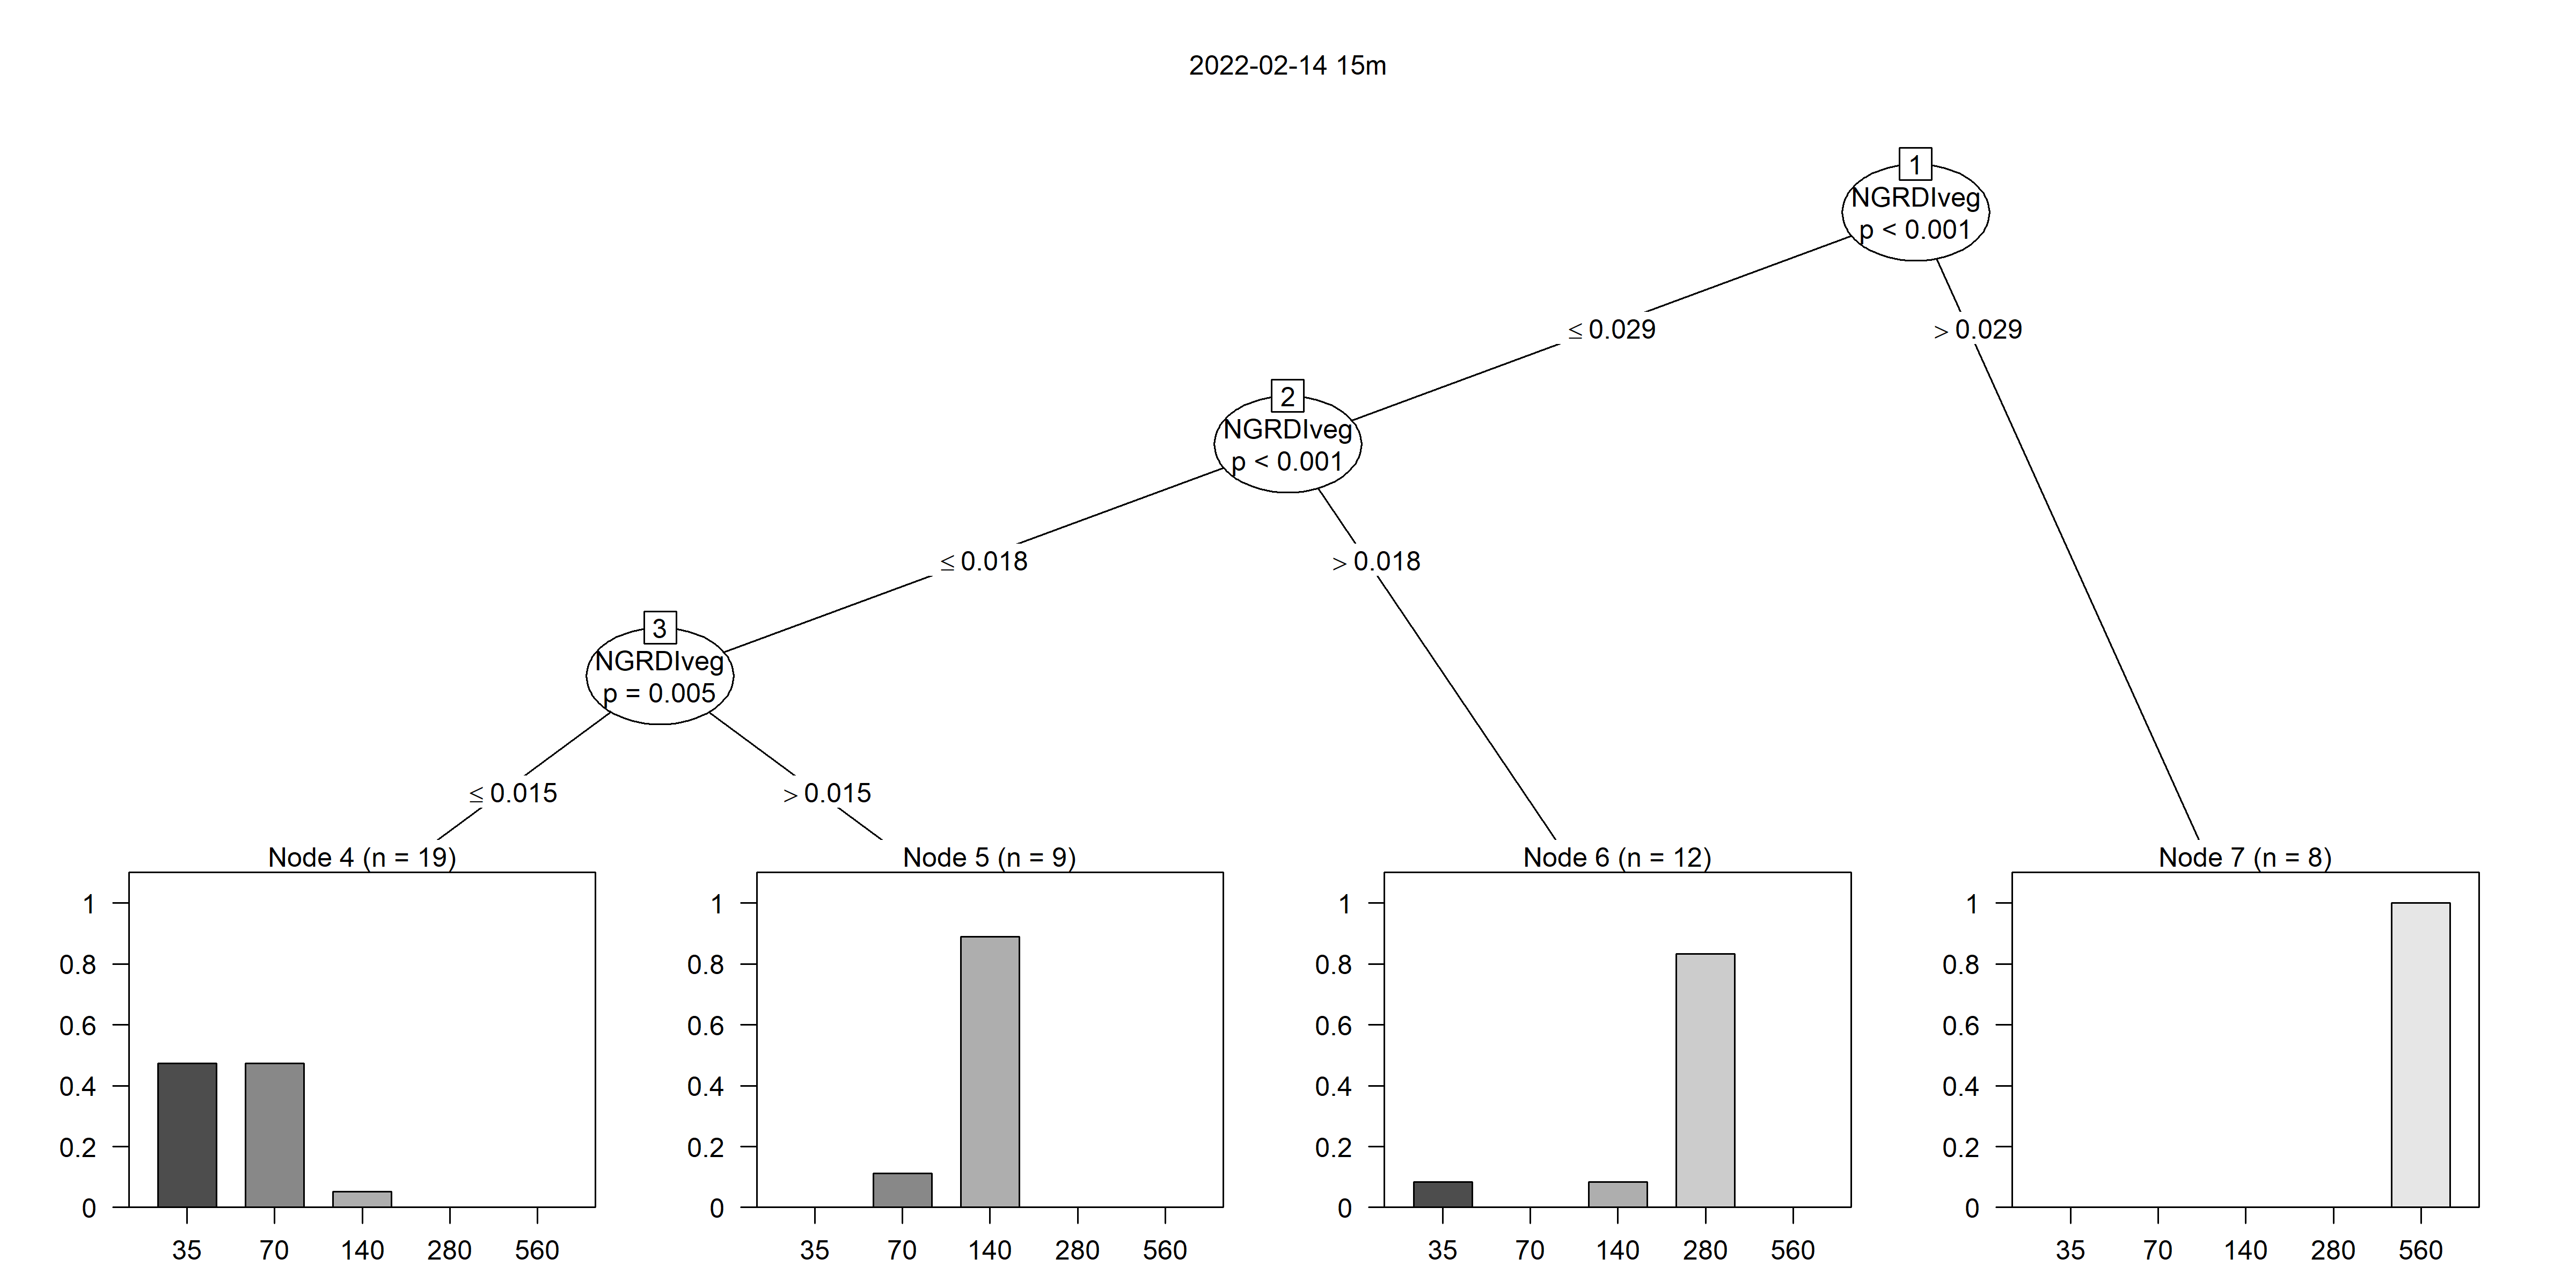 2022-02-14 15m
1
NGRDIveg
p < 0.001
≤ 0.029
> 0.029
2
NGRDIveg
p < 0.001
≤ 0.018
> 0.018
3
NGRDIveg
p = 0.005
≤ 0.015
> 0.015
Node 4 (n = 19)
1
0.8
0.6
0.4
0.2
0
35 70 140 280 560
Node 5 (n = 9)
1
0.8
0.6
0.4
0.2
0
35 70 140 280 560
Node 6 (n = 12)
1
0.8
0.6
0.4
0.2
0
35 70 140 280 560
Node 7 (n = 8)
1
0.8
0.6
0.4
0.2
0
35 70 140 280 560